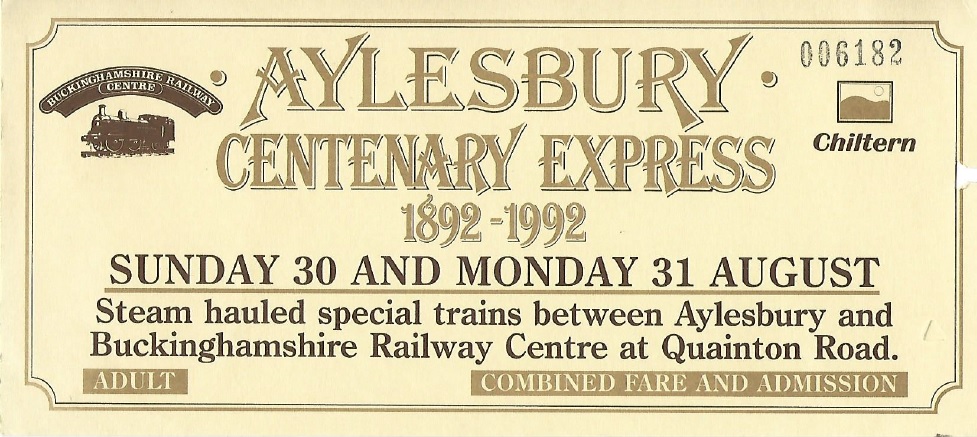 006182
BUCKINGHAMSHIRE RAILWAY
CENTRE
• AYLESBURY •
Chiltern
CENTENARY EXPRESS
1892-1992
SUNDAY 30 AND MONDAY 31 AUGUST
Steam hauled special trains between Aylesbury and
Buckinghamshire Railway Centre at Quainton Road.
ADULT
COMBINED FARE AND ADMISSION